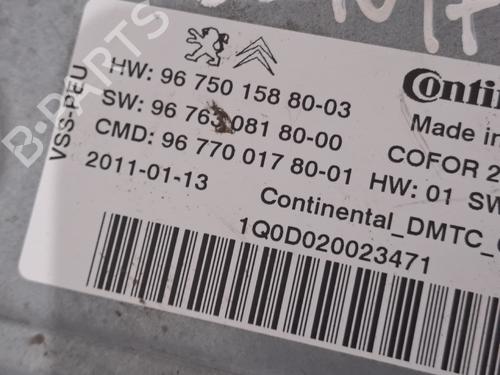 HW: 96 750 158 80-03
SW: 96 763 081 80-00
CMD: 96 770 017 80-01 HW: 01 SW
2011-01-13
VSS-PEU
Contin
Made in
COFOR 2
Continental_DMTC_
1Q0D020023471
B-PARTS